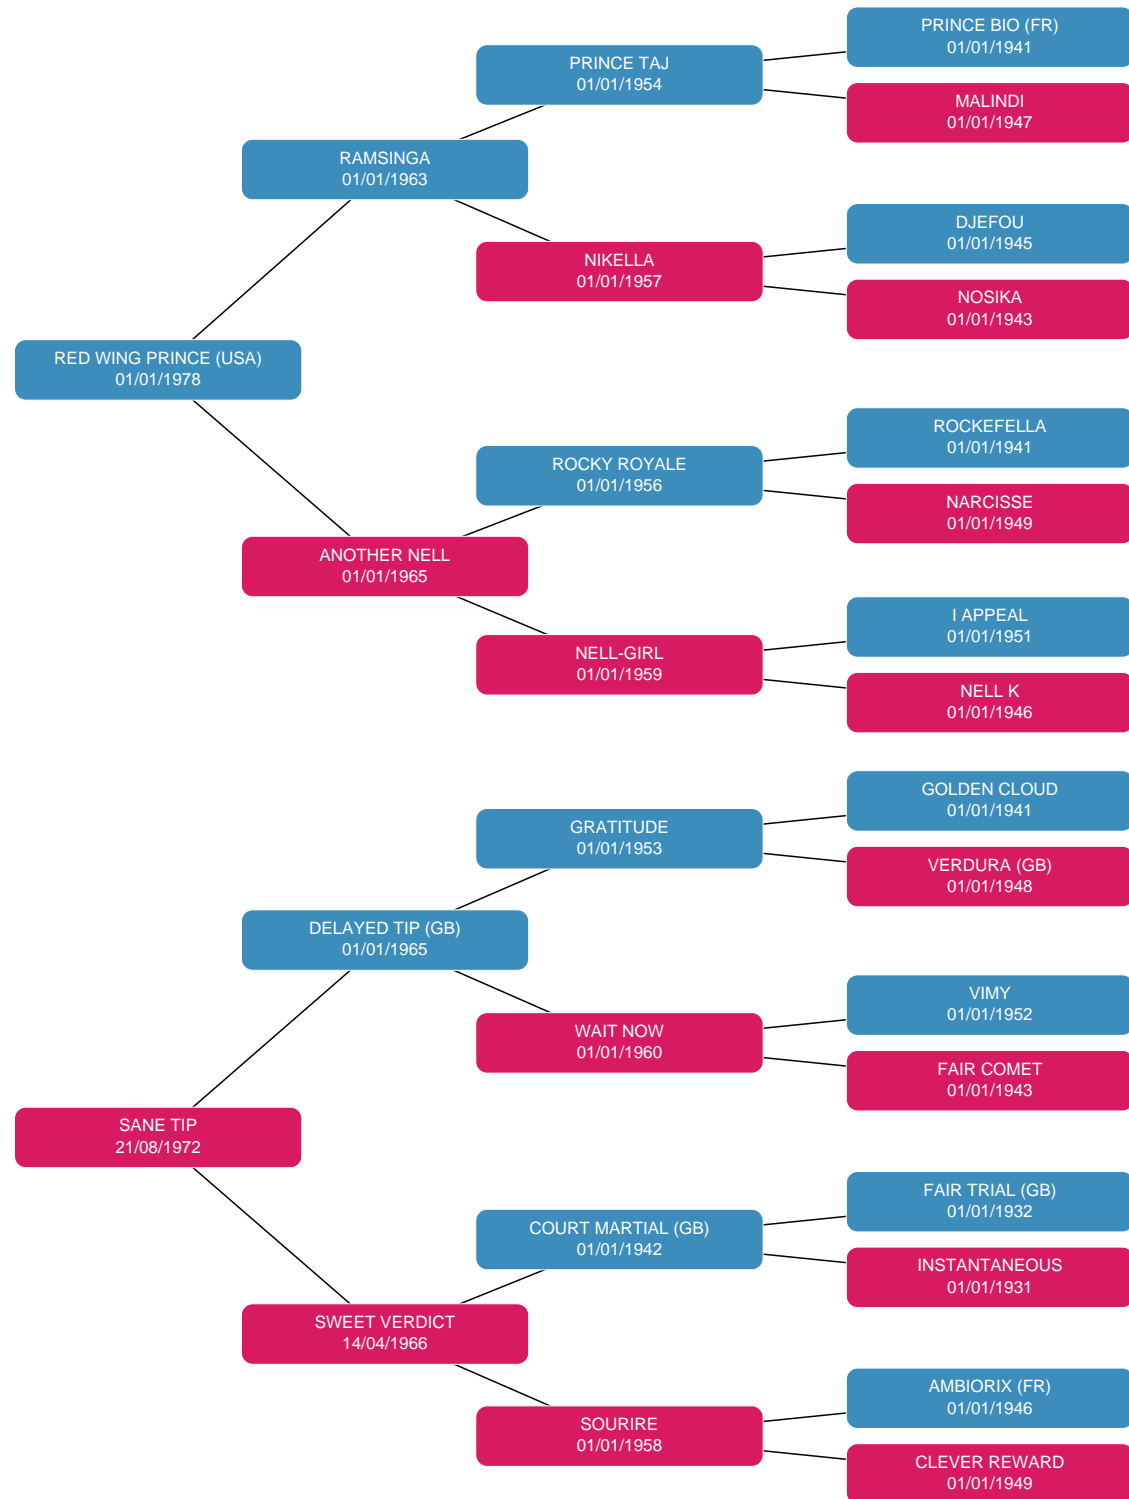 PRINCE BIO (FR)
01/01/1941
PRINCE TAJ
01/01/1954
MALINDI
01/01/1947
RAMSINGA
01/01/1963
DJEFOU
01/01/1945
NIKELLA
01/01/1957
NOSIKA
01/01/1943
RED WING PRINCE (USA)
01/01/1978
ROCKEFELLA
01/01/1941
ROCKY ROYALE
01/01/1956
NARCISSE
01/01/1949
ANOTHER NELL
01/01/1965
I APPEAL
01/01/1951
NELL-GIRL
01/01/1959
NELL K
01/01/1946
GOLDEN CLOUD
01/01/1941
GRATITUDE
01/01/1953
VERDURA (GB)
01/01/1948
DELAYED TIP (GB)
01/01/1965
VIMY
01/01/1952
WAIT NOW
01/01/1960
FAIR COMET
01/01/1943
SANE TIP
21/08/1972
FAIR TRIAL (GB)
01/01/1932
COURT MARTIAL (GB)
01/01/1942
INSTANTANEOUS
01/01/1931
SWEET VERDICT
14/04/1966
AMBIORIX (FR)
01/01/1946
SOURIRE
01/01/1958
CLEVER REWARD
01/01/1949